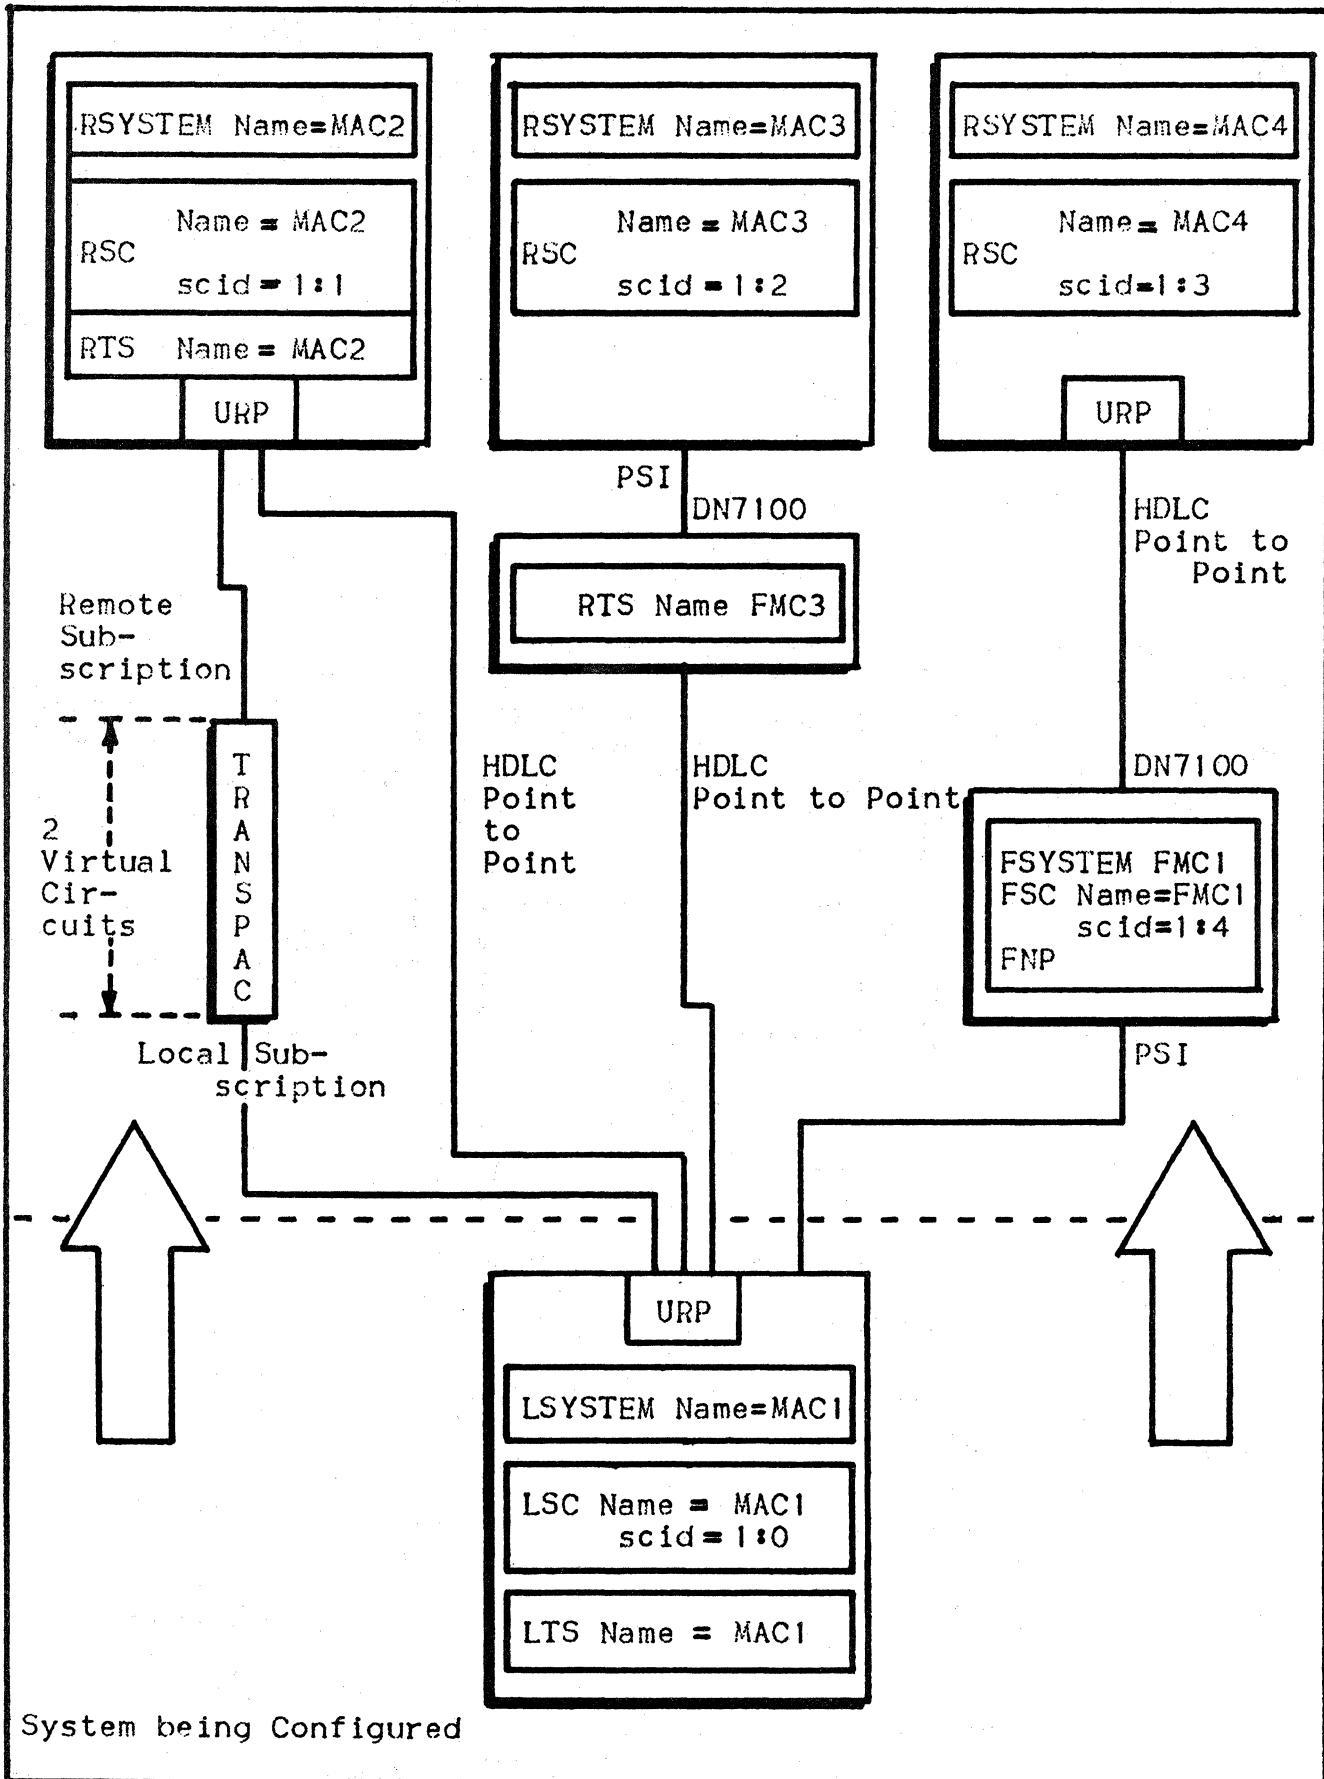 RSYSTEM Name=MAC2
Name = MAC2
RSC
scid = 1:1
RTS Name = MAC2
URP
RSYSTEM Name=MAC3
Name = MAC3
RSC
scid = 1:2
RSYSTEM Name=MAC4
Name = MAC4
RSC
scid=1:3
URP
PSI
DN7100
RTS Name FMC3
HDLC
Point to
Point
Remote
Sub-
scription
TRANSPAC
2
Virtual
Cir-
cuits
HDLC
Point
to
Point
HDLC
Point to Point
DN7100
FSYSTEM FMC1
FSC Name=FMC1
scid=1:4
FNP
Local Sub-
scription
PSI
URP
LSYSTEM Name=MAC1
LSC Name = MAC1
scid = 1:0
LTS Name = MAC1
System being Configured